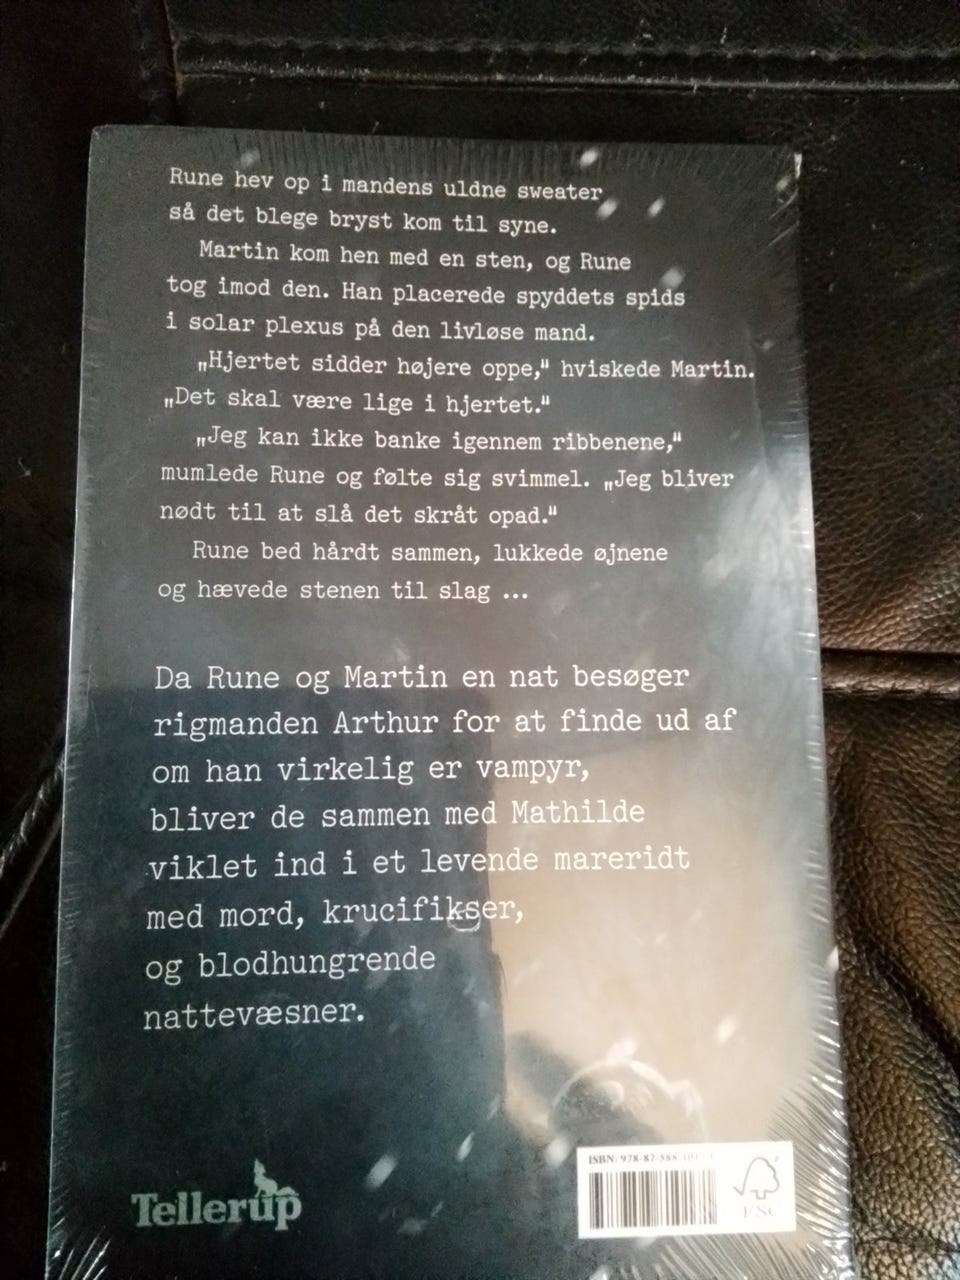 Rune hev op i mandens uldne sweater
så det blege bryst kom til syne.
Martin kom hen med en sten, og Rune
tog imod den. Han placerede spyddets spids
i solar plexus på den livløse mand.
„Hjertet sidder højere oppe,“ hviskede Martin.
„Det skal være lige i hjertet.“
„Jeg kan ikke banke igennem ribbenene,“
mumlede Rune og følte sig svimmel. „Jeg bliver
nødt til at slå det skråt opad.“
Rune bed hårdt sammen, lukkede øjnene
og hævede stenen til slag ...
Da Rune og Martin en nat besøger
rigmanden Arthur for at finde ud af
om han virkelig er vampyr,
bliver de sammen med Mathilde
viklet ind i et levende mareridt
med mord, krucifikser,
og blodhungrende
nattevæsner.
ISBN: 978-87-588
FSC
Tellerup